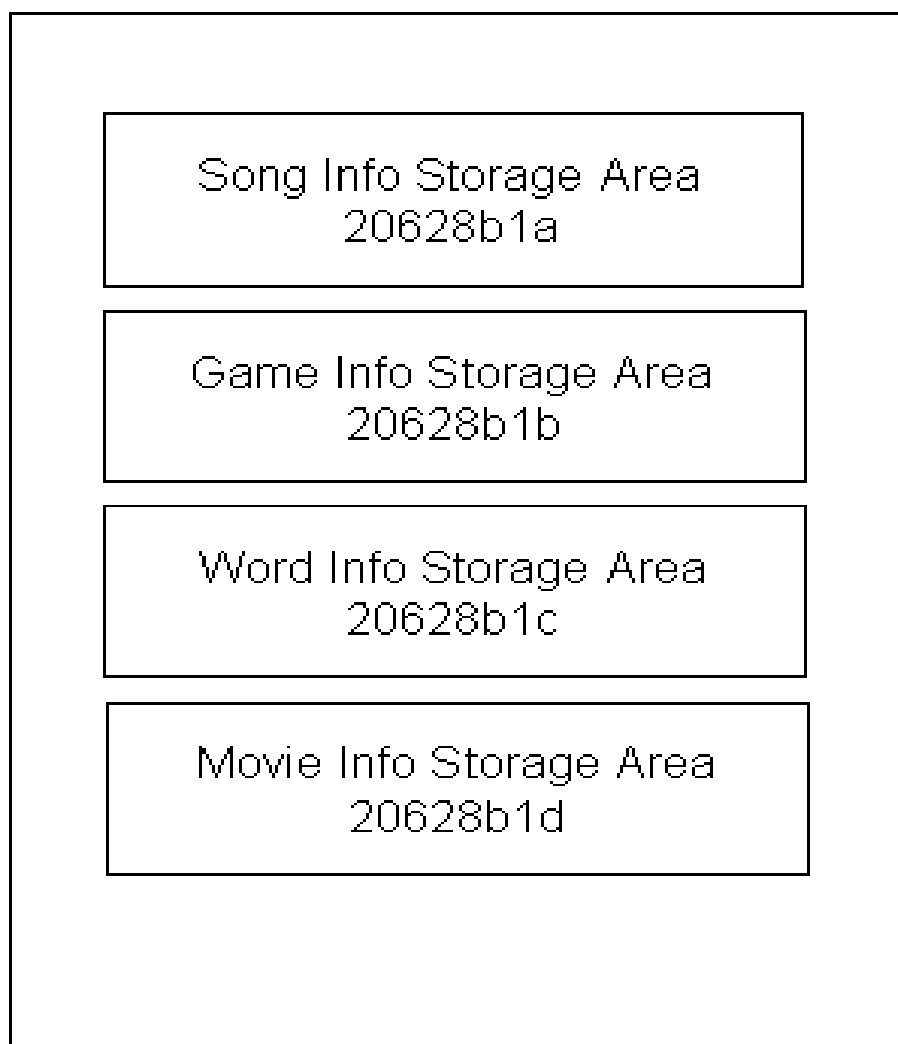 Song Info Storage Area
20628b1a
Game Info Storage Area
20628b1b
Word Info Storage Area
20628b1c
Movie Info Storage Area
20628b1d